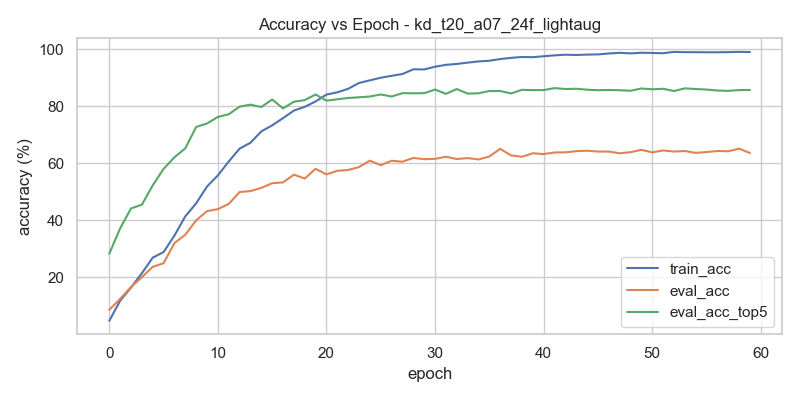 Accuracy vs Epoch - kd_t20_a07_24f_lightaug
accuracy (%)
100
80
60
40
20
0 10 20 30 40 50 60
epoch
train_acc
eval_acc
eval_acc_top5